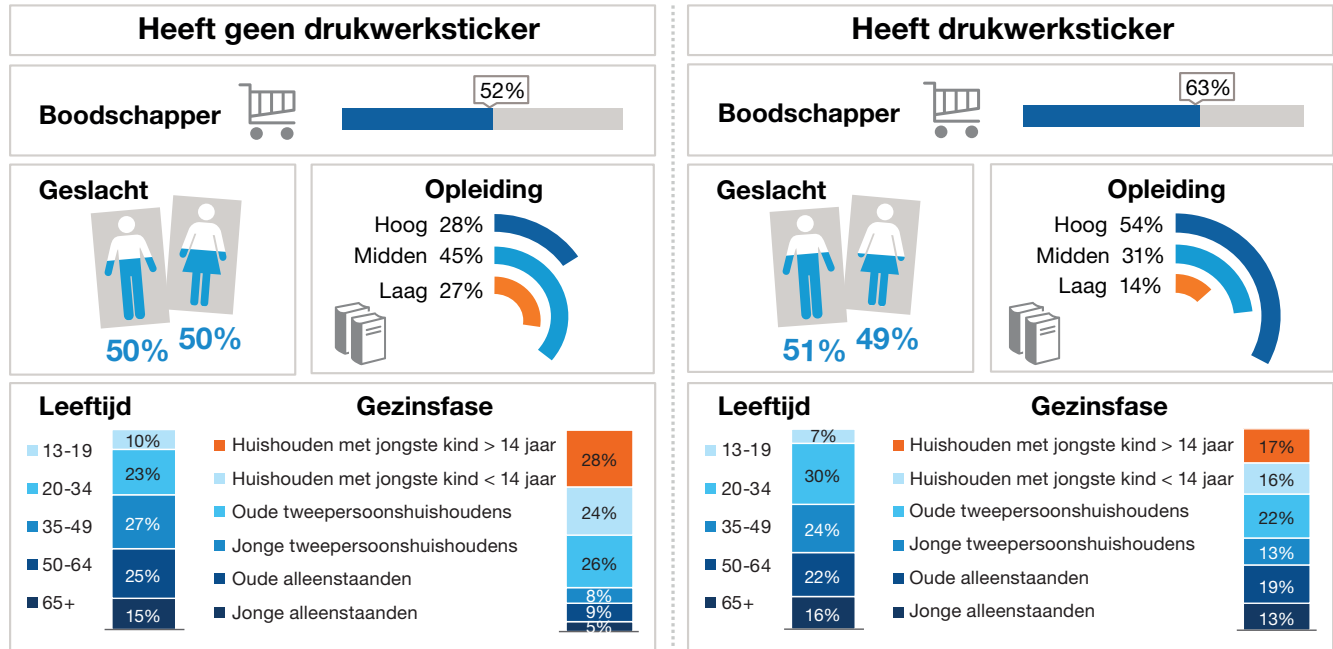 Heeft geen drukwerksticker
Boodschapper
52%
Geslacht
50%
50%
Opleiding
Hoog 28%
Midden 45%
Laag 27%
Leeftijd
13-19
20-34
35-49
50-64
65+
10%
23%
27%
25%
15%
Gezinsfase
Huishouden met jongste kind > 14 jaar
Huishouden met jongste kind < 14 jaar
Oude tweepersoonshuishoudens
Jonge tweepersoonshuishoudens
Oude alleenstaanden
Jonge alleenstaanden
28%
24%
26%
8%
9%
5%
Heeft drukwerksticker
Boodschapper
63%
Geslacht
51%
49%
Opleiding
Hoog 54%
Midden 31%
Laag 14%
Leeftijd
13-19
20-34
35-49
50-64
65+
7%
30%
24%
22%
16%
Gezinsfase
Huishouden met jongste kind > 14 jaar
Huishouden met jongste kind < 14 jaar
Oude tweepersoonshuishoudens
Jonge tweepersoonshuishoudens
Oude alleenstaanden
Jonge alleenstaanden
17%
16%
22%
13%
19%
13%